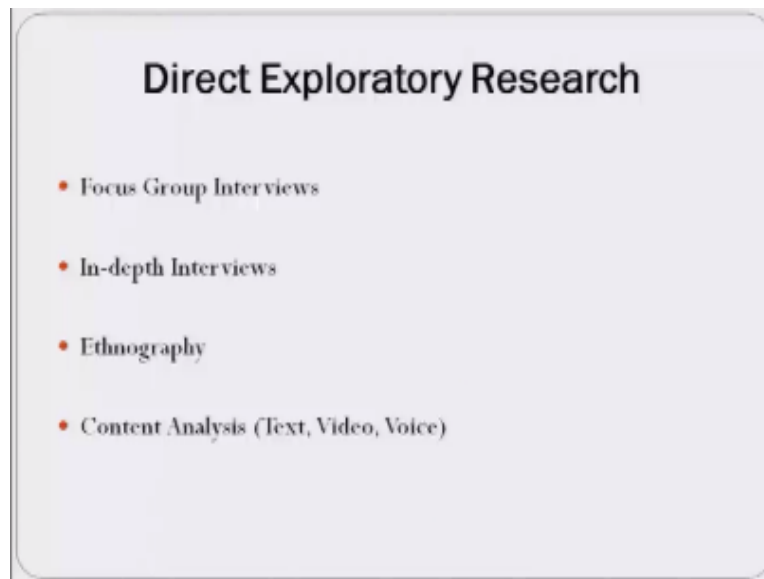 Direct Exploratory Research
• Focus Group Interviews
• In-depth Interviews
• Ethnography
• Content Analysis (Text, Video, Voice)